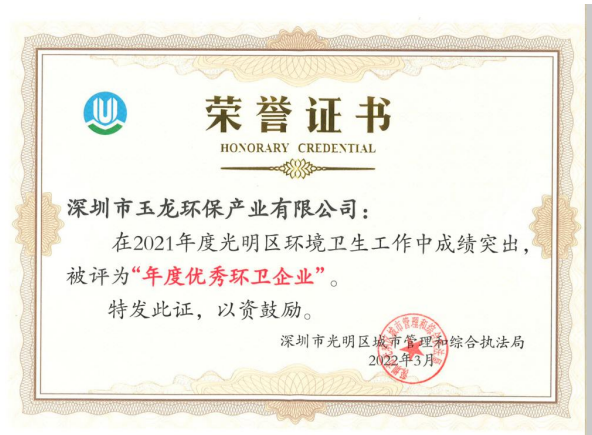 荣誉证书
HONORARY CREDENTIAL
深圳市玉龙环保产业有限公司：
在2021年度光明区环境卫生工作中成绩突出，
被评为“年度优秀环卫企业”。
特发此证，以资鼓励。
深圳市光明区城市管理和综合执法局
2022年3月